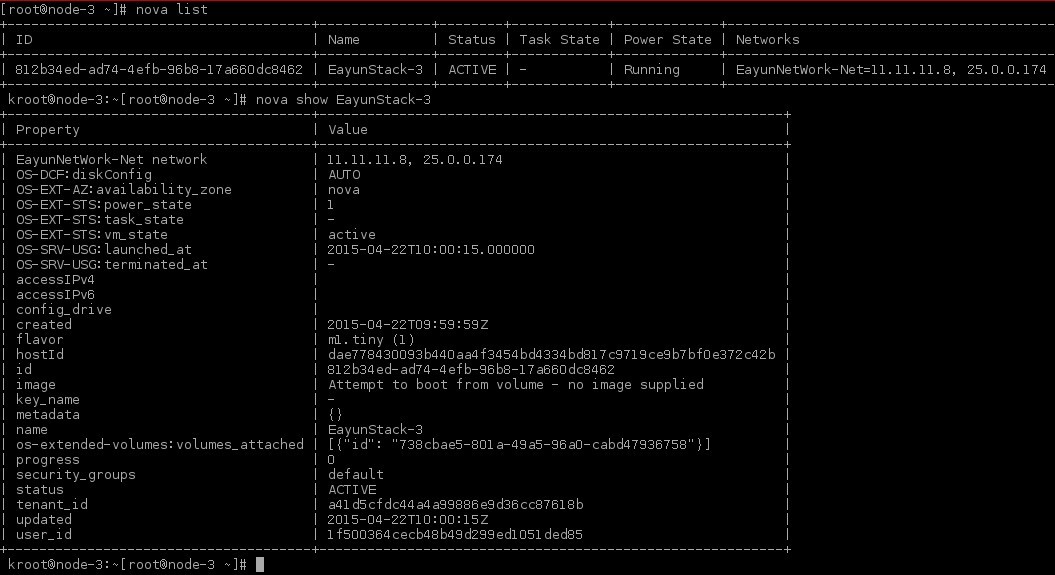 [root@node-3 ~]# nova list
+--------------------------------------+--------------+--------+------------+-------------+---------------------------------------+
| ID | Name | Status | Task State | Power State | Networks
+--------------------------------------+--------------+--------+------------+-------------+---------------------------------------+
| 812b34ed-ad74-4efb-96b8-17a660dc8462 | EayunStack-3 | ACTIVE | - | Running | EayunNetWork-Net=11.11.11.8, 25.0.0.174
+--------------------------------------+--------------+--------+------------+-------------+---------------------------------------+
kroot@node-3:~[root@node-3 ~]# nova show EayunStack-3
+--------------------------------------+----------------------------------------------------------+
| Property | Value |
+--------------------------------------+----------------------------------------------------------+
| EayunNetWork-Net network | 11.11.11.8, 25.0.0.174 |
| OS-DCF:diskConfig | AUTO |
| OS-EXT-AZ:availability_zone | nova |
| OS-EXT-STS:power_state | 1 |
| OS-EXT-STS:task_state | - |
| OS-EXT-STS:vm_state | active |
| OS-SRV-USG:launched_at | 2015-04-22T10:00:15.000000 |
| OS-SRV-USG:terminated_at | - |
| accessIPv4 | |
| accessIPv6 | |
| config_drive | |
| created | 2015-04-22T09:59:59Z |
| flavor | m1.tiny (1) |
| hostId | dae778430093b440aa4f3454bd4334bd817c9719ce9b7bf0e372c42b |
| id | 812b34ed-ad74-4efb-96b8-17a660dc8462 |
| image | Attempt to boot from volume - no image supplied |
| key_name | - |
| metadata | {} |
| name | EayunStack-3 |
| os-extended-volumes:volumes_attached | [{"id": "738cbae5-801a-49a5-96a0-cabd47936758"}] |
| progress | 0 |
| security_groups | default |
| status | ACTIVE |
| tenant_id | a41d5cfdc44a4a99886e9d36cc87618b |
| updated | 2015-04-22T10:00:15Z |
| user_id | 1f500364cecb48b49d299ed1051ded85 |
+--------------------------------------+----------------------------------------------------------+
kroot@node-3:~[root@node-3 ~]#